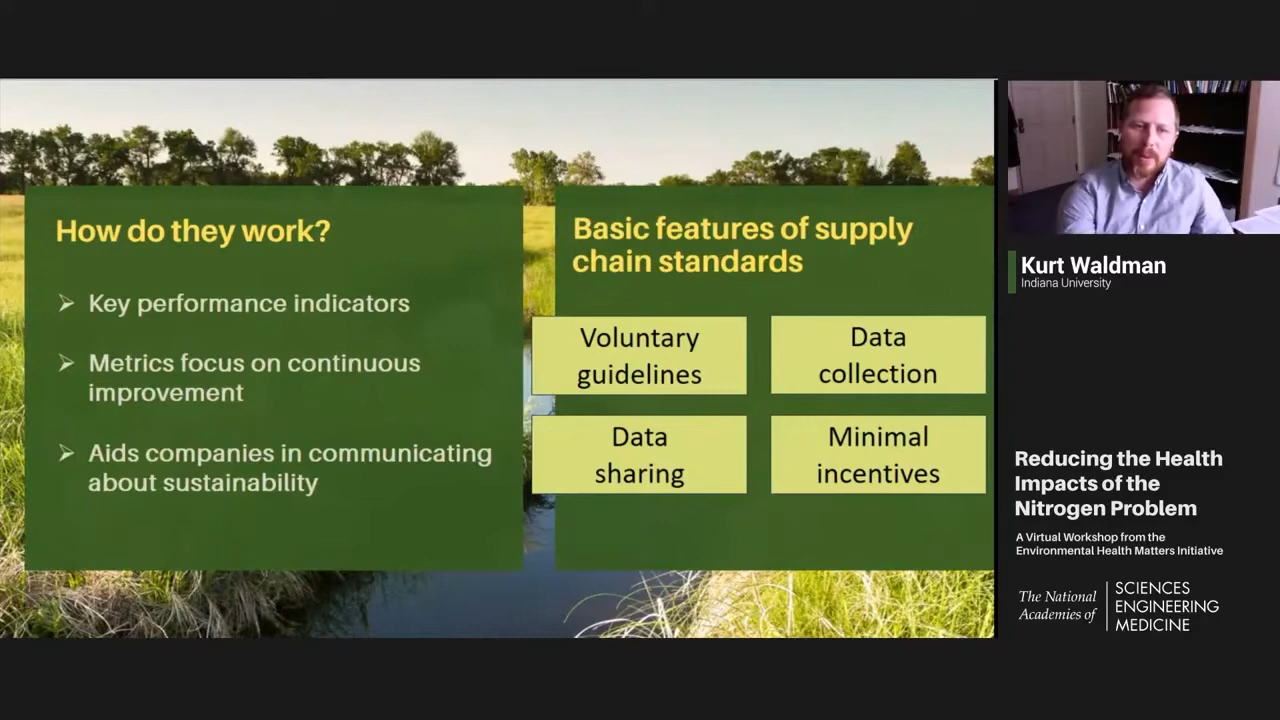 How do they work?
Key performance indicators
Metrics focus on continuous
improvement
Aids companies in communicating
about sustainability
Basic features of supply
chain standards
Voluntary
guidelines
Data
collection
Data
sharing
Minimal
incentives
Kurt Waldman
Indiana University
Reducing the Health
Impacts of the
Nitrogen Problem
A Virtual Workshop from the
Environmental Health Matters Initiative
The National
Academies of
SCIENCES
ENGINEERING
MEDICINE